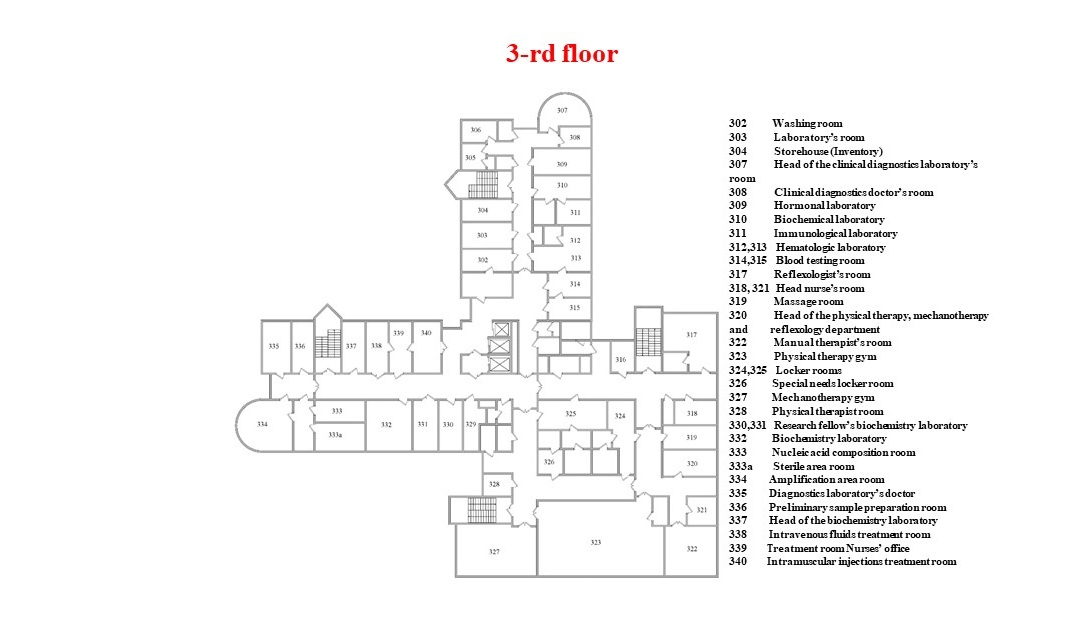 3-rd floor
307
306
308
305
309
310
304
311
303
312
302
313
314
315
335
336
337
338
339
340
316
317
334
333
333a
332
331
330
329
325
324
318
319
326
320
328
321
327
323
322
302 Washing room
303 Laboratory's room
304 Storehouse (Inventory)
307 Head of the clinical diagnostics laboratory's
room
308 Clinical diagnostics doctor's room
309 Hormonal laboratory
310 Biochemical laboratory
311 Immunological laboratory
312,313 Hematologic laboratory
314,315 Blood testing room
317 Reflexologist's room
318, 321 Head nurse's room
319 Massage room
320 Head of the physical therapy, mechanotherapy
and reflexology department
322 Manual therapist's room
323 Physical therapy gym
324,325 Locker rooms
326 Special needs locker room
327 Mechanotherapy gym
328 Physical therapist room
330,331 Research fellow's biochemistry laboratory
332 Biochemistry laboratory
333 Nucleic acid composition room
333a Sterile area room
334 Amplification area room
335 Diagnostics laboratory's doctor
336 Preliminary sample preparation room
337 Head of the biochemistry laboratory
338 Intravenous fluids treatment room
339 Treatment room Nurses' office
340 Intramuscular injections treatment room